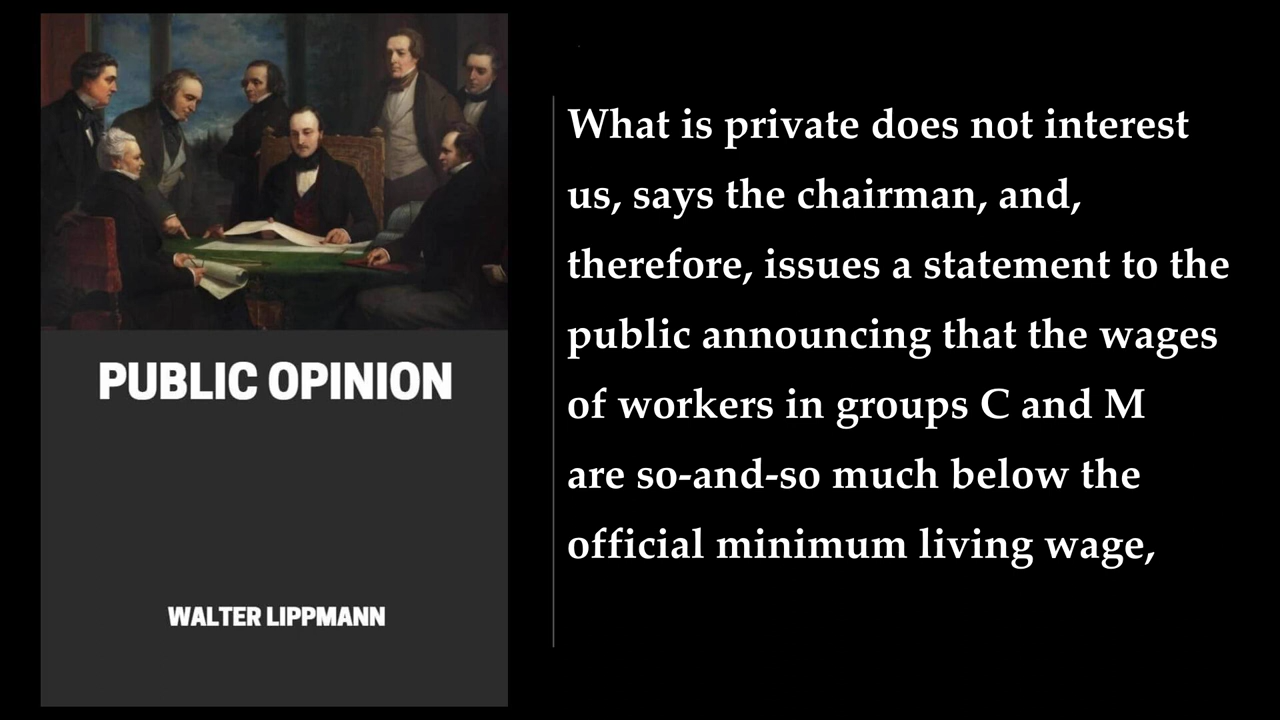 PUBLIC OPINION
WALTER LIPPMANN
What is private does not interest
us, says the chairman, and,
therefore, issues a statement to the
public announcing that the wages
of workers in groups C and M
are so-and-so much below the
official minimum living wage,